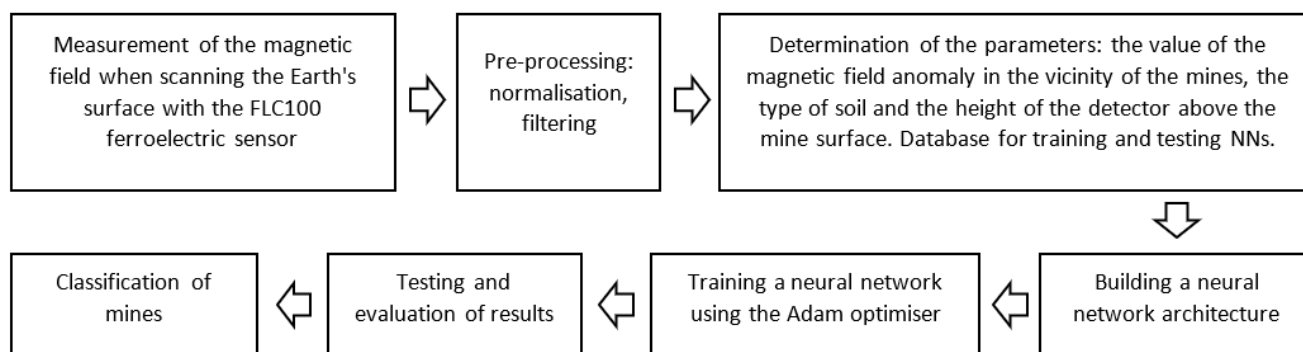 Measurement of the magnetic
field when scanning the Earth's
surface with the FLC100
ferroelectric sensor
Pre-processing:
normalisation,
filtering
Determination of the parameters: the value of the
magnetic field anomaly in the vicinity of the mines, the
type of soil and the height of the detector above the
mine surface. Database for training and testing NNs.
Building a neural
network architecture
Training a neural network
using the Adam optimiser
Testing and
evaluation of results
Classification of
mines